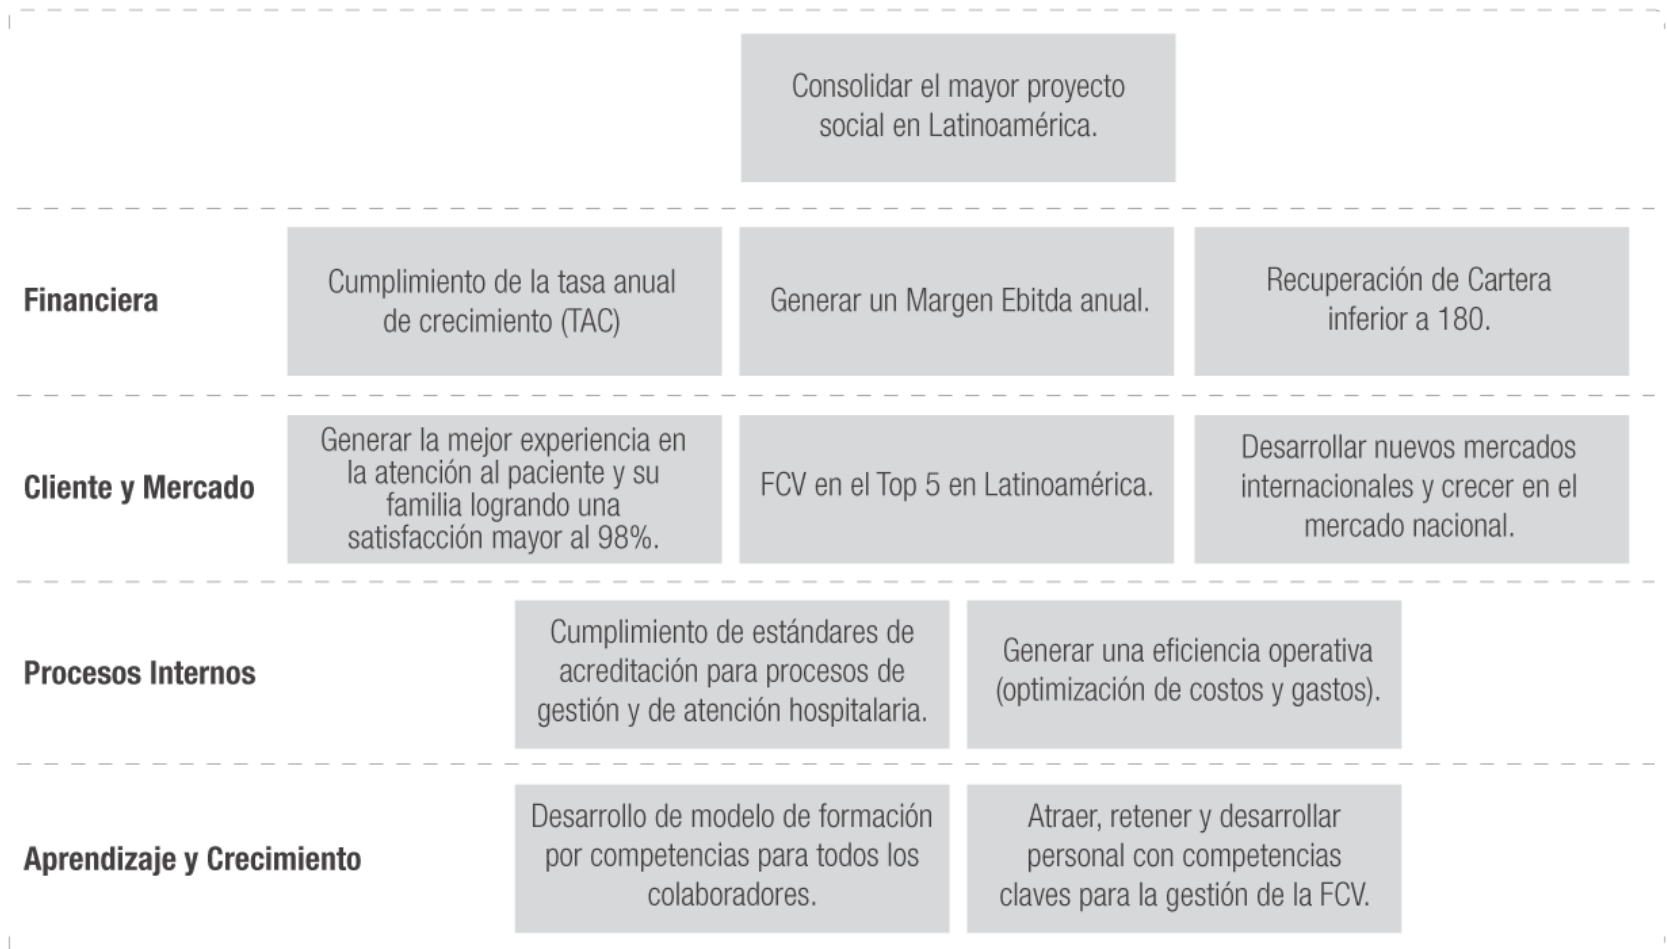 Consolidar el mayor proyecto
social en Latinoamérica.
Financiera
Cumplimiento de la tasa anual
de crecimiento (TAC)
Generar un Margen Ebitda anual.
Recuperación de Cartera
inferior a 180.
Cliente y Mercado
Generar la mejor experiencia en
la atención al paciente y su
familia logrando una
satisfacción mayor al 98%.
FCV en el Top 5 en Latinoamérica.
Desarrollar nuevos mercados
internacionales y crecer en el
mercado nacional.
Procesos Internos
Cumplimiento de estándares de
acreditación para procesos de
gestión y de atención hospitalaria.
Generar una eficiencia operativa
(optimización de costos y gastos).
Aprendizaje y Crecimiento
Desarrollo de modelo de formación
por competencias para todos los
colaboradores.
Atraer, retener y desarrollar
personal con competencias
claves para la gestión de la FCV.